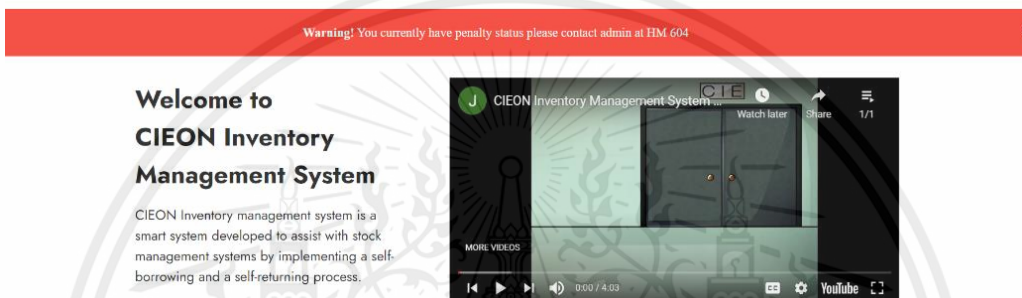 Warning! You currently have penalty status please contact admin at HM 604
Welcome to
CIEON Inventory
Management System
CIEON Inventory management system is a
smart system developed to assist with stock
management systems by implementing a self-
borrowing and a self-returning process.
J
CIEON Inventory Management System ...
CIE
Watch later
Share
1/1
MORE VIDEOS
0:00 / 4:03
CC
YouTube